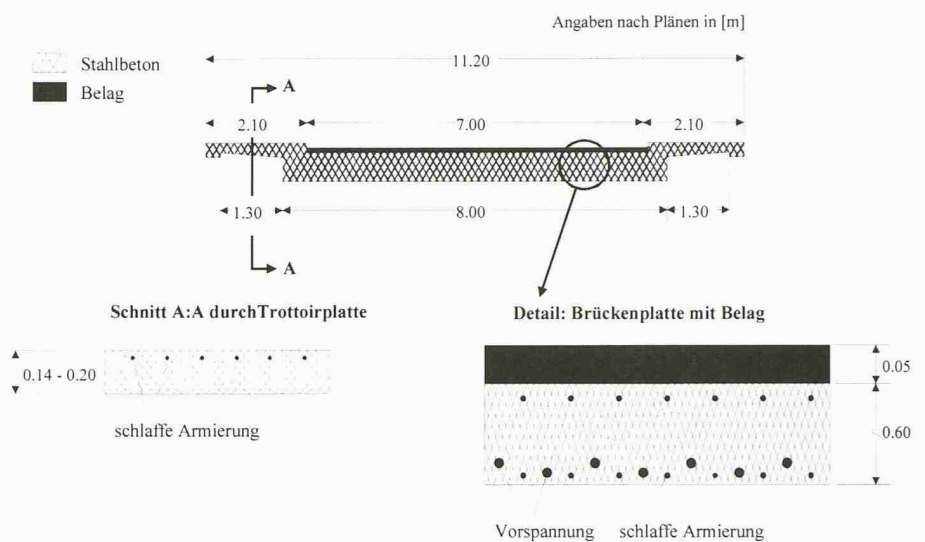 Angaben nach Plänen in [m]
Stahlbeton
Belag
11.20
A
2.10 7.00 2.10
1.30 8.00 1.30
A
Schnitt A:A durchTrottoirplatte
Detail: Brückenplatte mit Belag
0.14 - 0.20
0.05
0.60
schlaffe Armierung
Vorspannung schlaffe Armierung